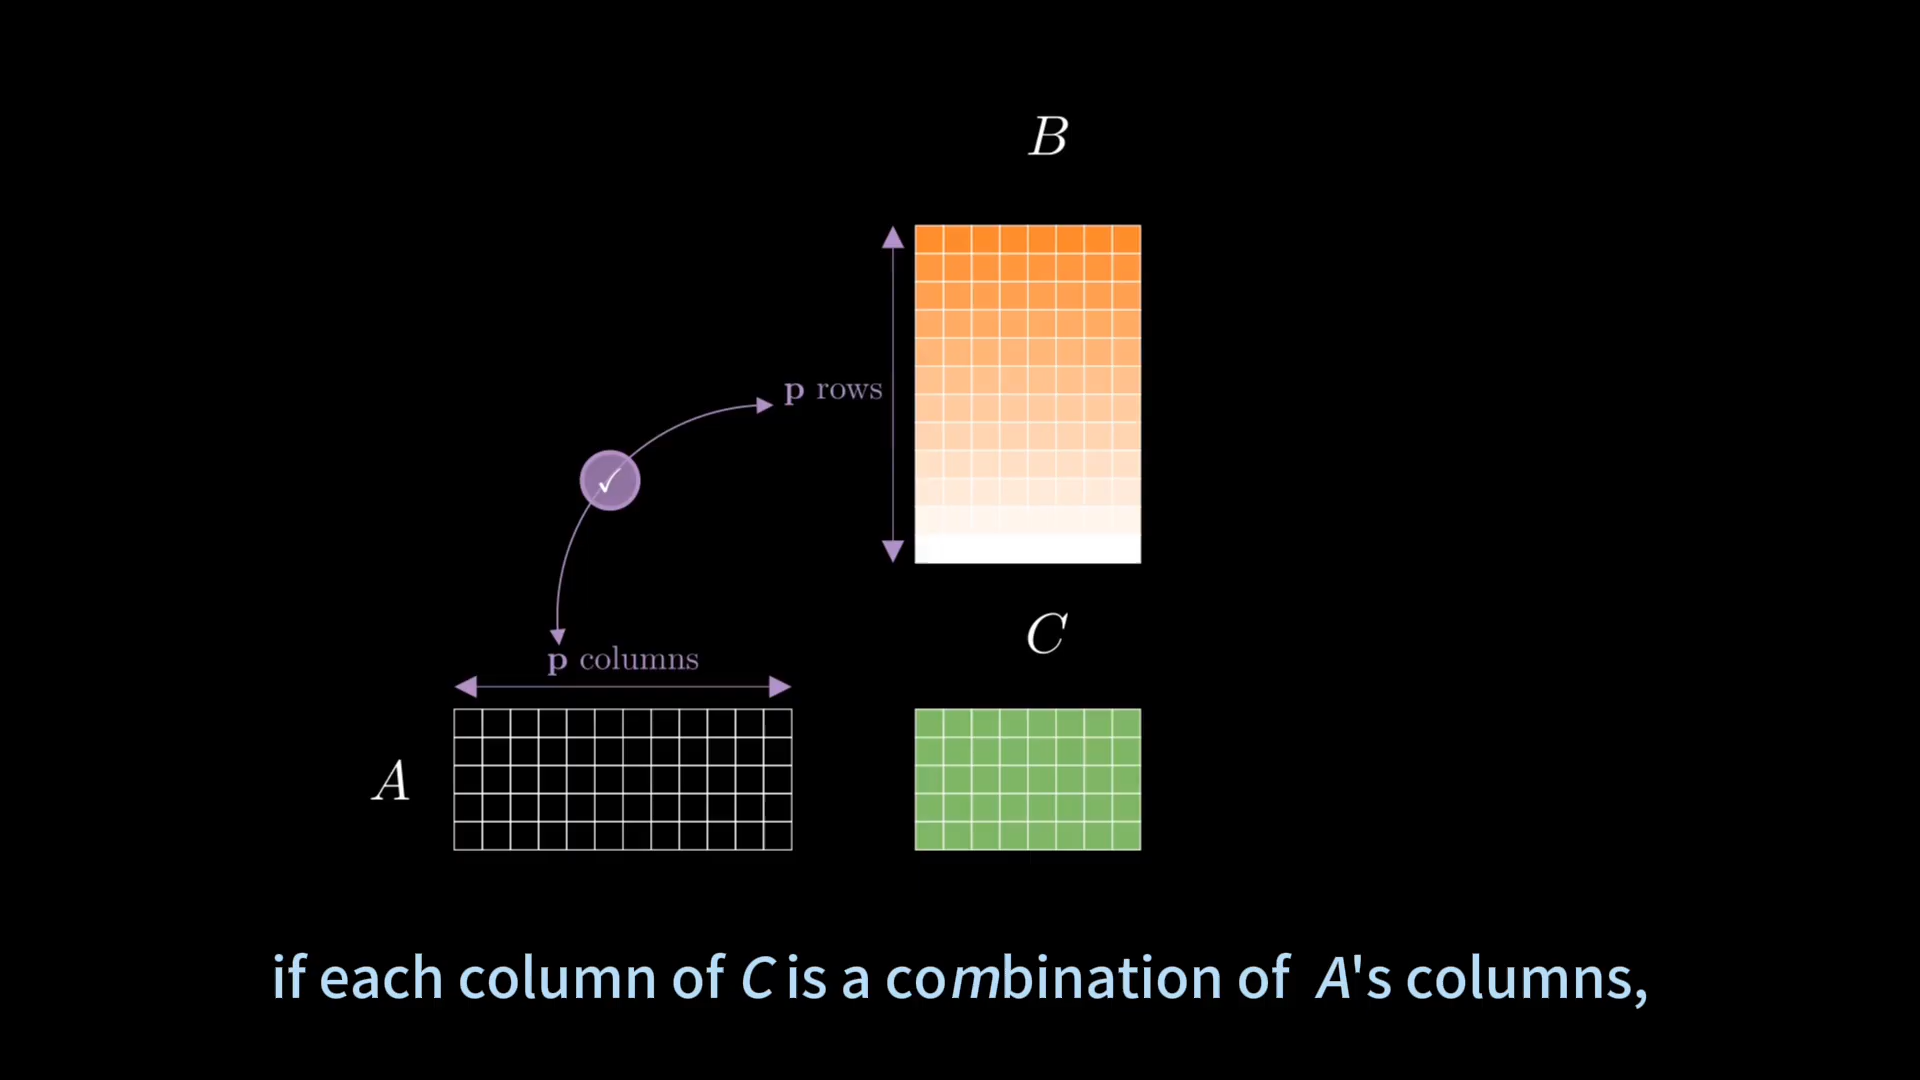 B
p rows
✓
C
p columns
A
if each column of C is a combination of A's columns,